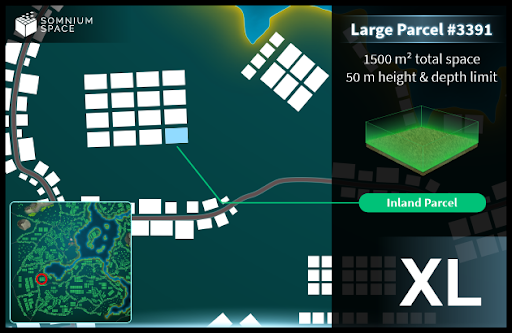 SOMNIUM
SPACE
Large Parcel #3391
1500 m² total space
50 m height & depth limit
Inland Parcel
XL